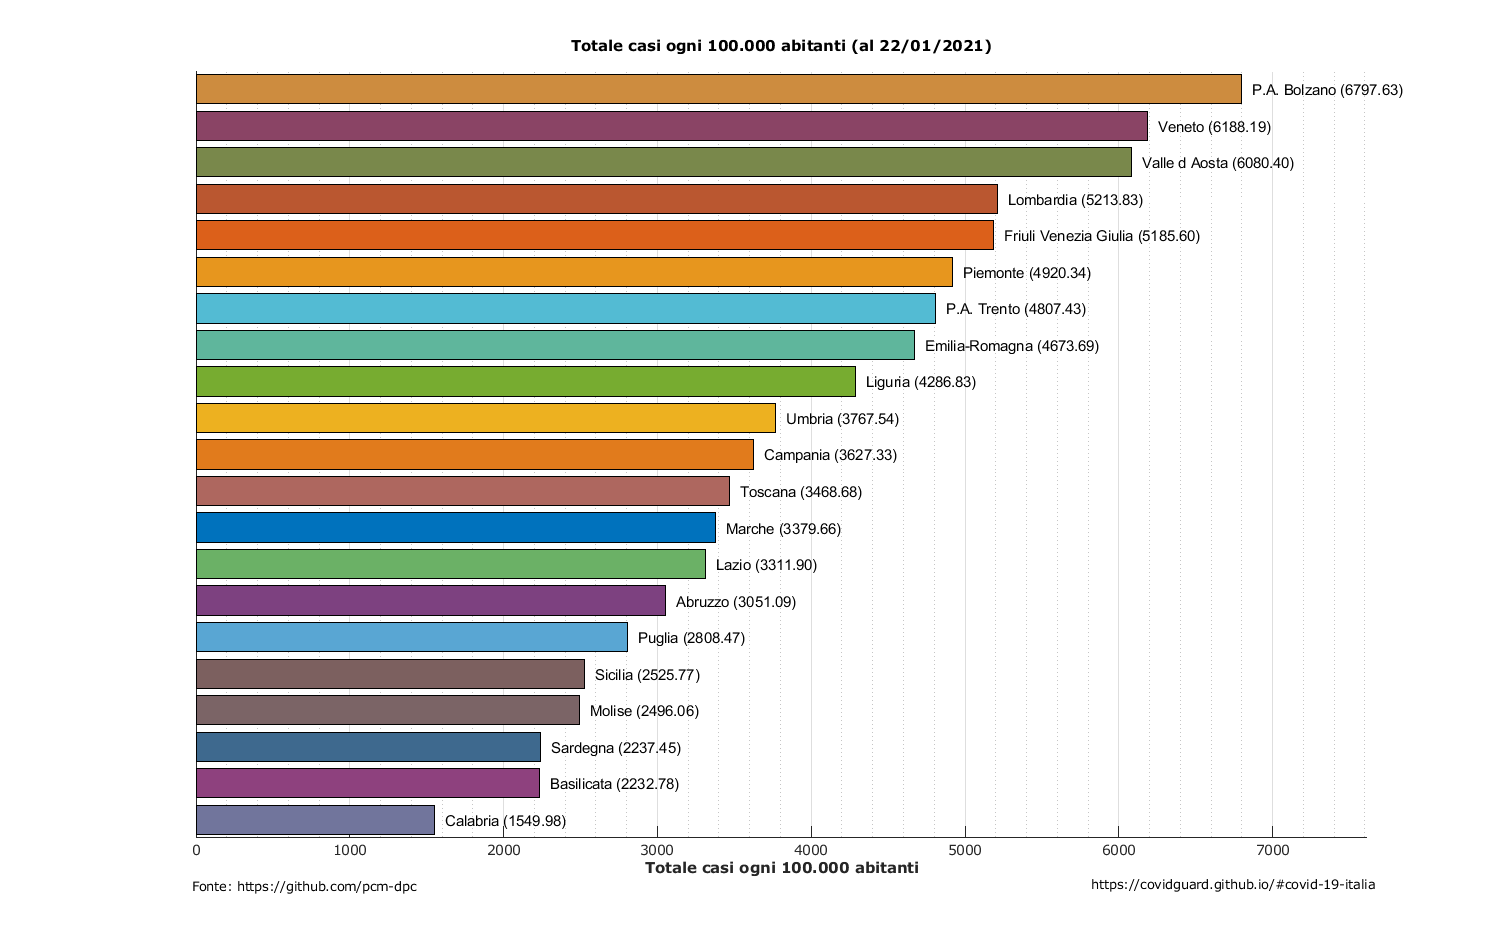 Totale casi ogni 100.000 abitanti (al 22/01/2021)
P.A. Bolzano (6797.63)
Veneto (6188.19)
Valle d Aosta (6080.40)
Lombardia (5213.83)
Friuli Venezia Giulia (5185.60)
Piemonte (4920.34)
P.A. Trento (4807.43)
Emilia-Romagna (4673.69)
Liguria (4286.83)
Umbria (3767.54)
Campania (3627.33)
Toscana (3468.68)
Marche (3379.66)
Lazio (3311.90)
Abruzzo (3051.09)
Puglia (2808.47)
Sicilia (2525.77)
Molise (2496.06)
Sardegna (2237.45)
Basilicata (2232.78)
Calabria (1549.98)
0 1000 2000 3000 4000 5000 6000 7000
Totale casi ogni 100.000 abitanti
Fonte: https://github.com/pcm-dpc
https://covidguard.github.io/#covid-19-italia